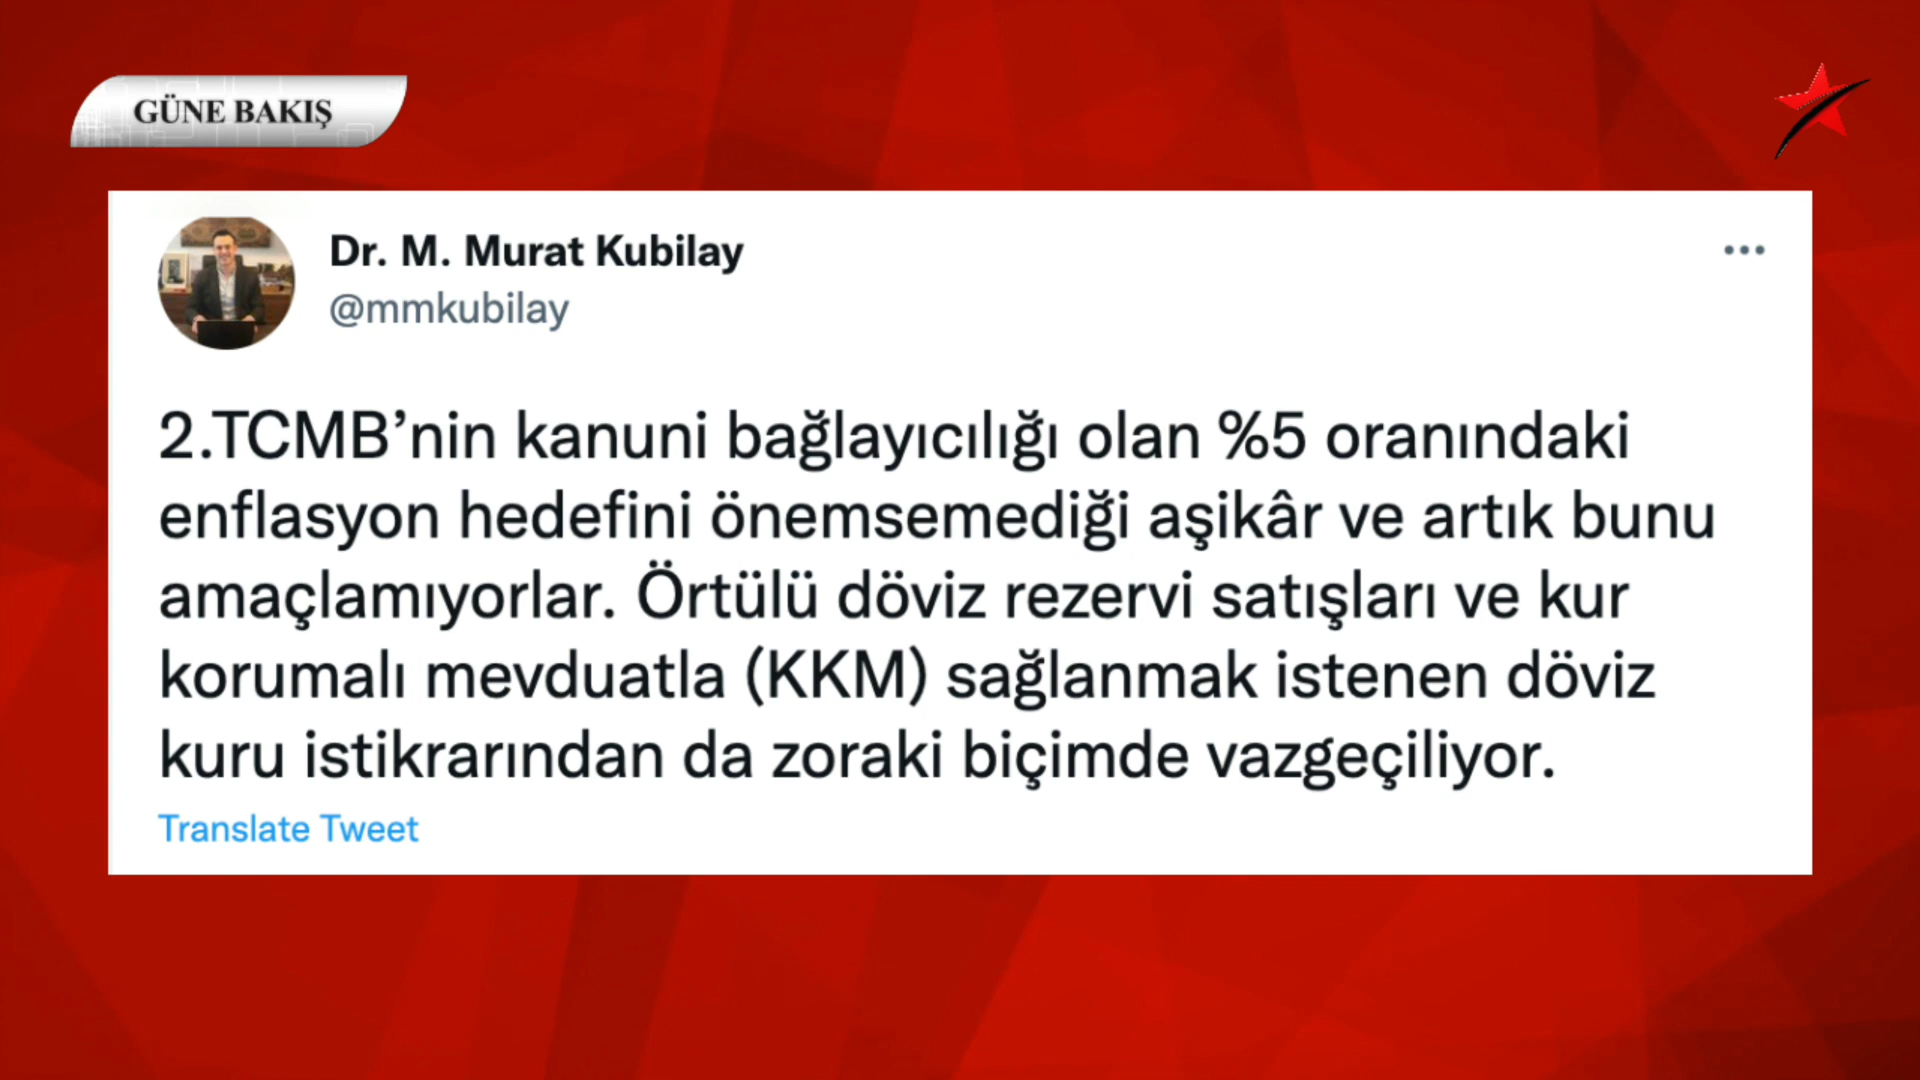 GÜNE BAKIŞ
Dr. M. Murat Kubilay
@mmkubilay
2.TCMB’nin kanuni bağlayıcılığı olan %5 oranındaki
enflasyon hedefini önemsemediği aşikâr ve artık bunu
amaçlamıyorlar. Örtülü döviz rezervi satışları ve kur
korumalı mevduatla (KKM) sağlanmak istenen döviz
kuru istikrarından da zoraki biçimde vazgeçiliyor.
Translate Tweet